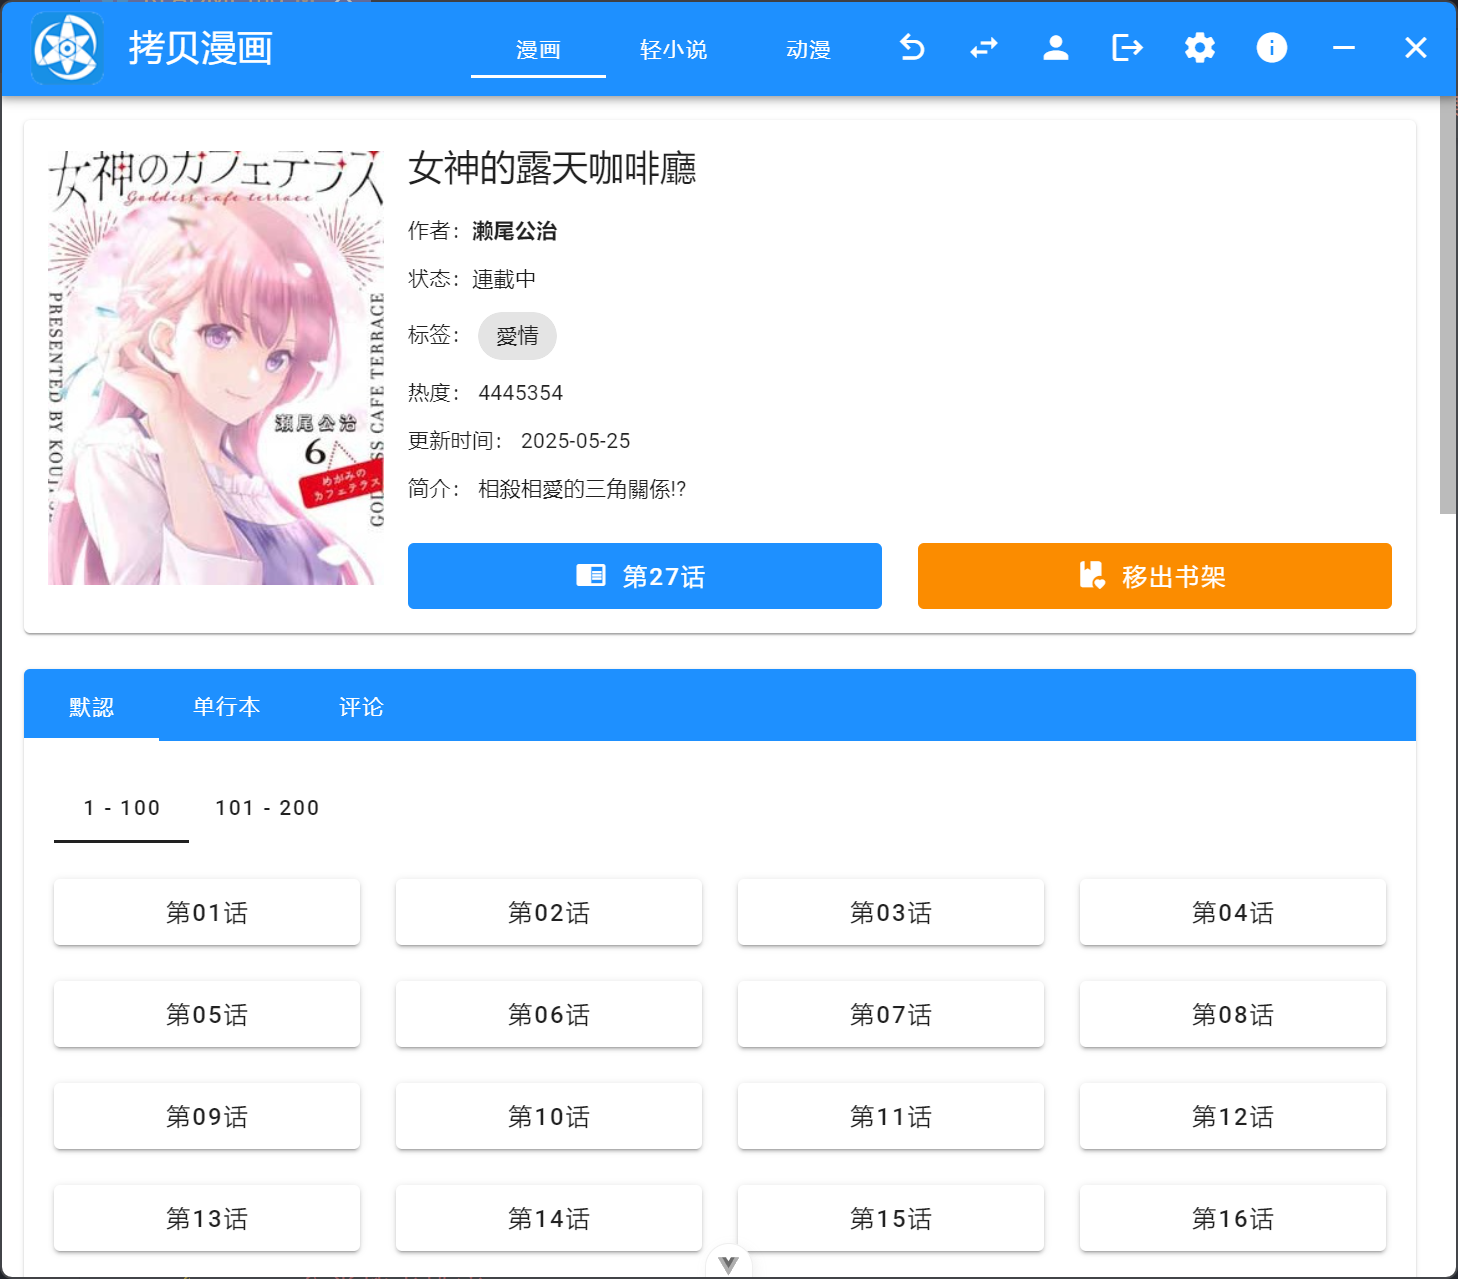 拷贝漫画
漫画 轻小说 动漫
女神のカフェテラス
Goddess cafe terrace
PRESENTED BY KOUJ
GODDESS CAFE TERRACE
瀬尾公治
6
めがみの
カフェテラス
女神的露天咖啡廳
作者：瀬尾公治
状态：連載中
标签： 愛情
热度： 4445354
更新时间： 2025-05-25
简介： 相殺相愛的三角關係!?
第27话 移出书架
默認 单行本 评论
1 - 100 101 - 200
第01话 第02话 第03话 第04话
第05话 第06话 第07话 第08话
第09话 第10话 第11话 第12话
第13话 第14话 第15话 第16话